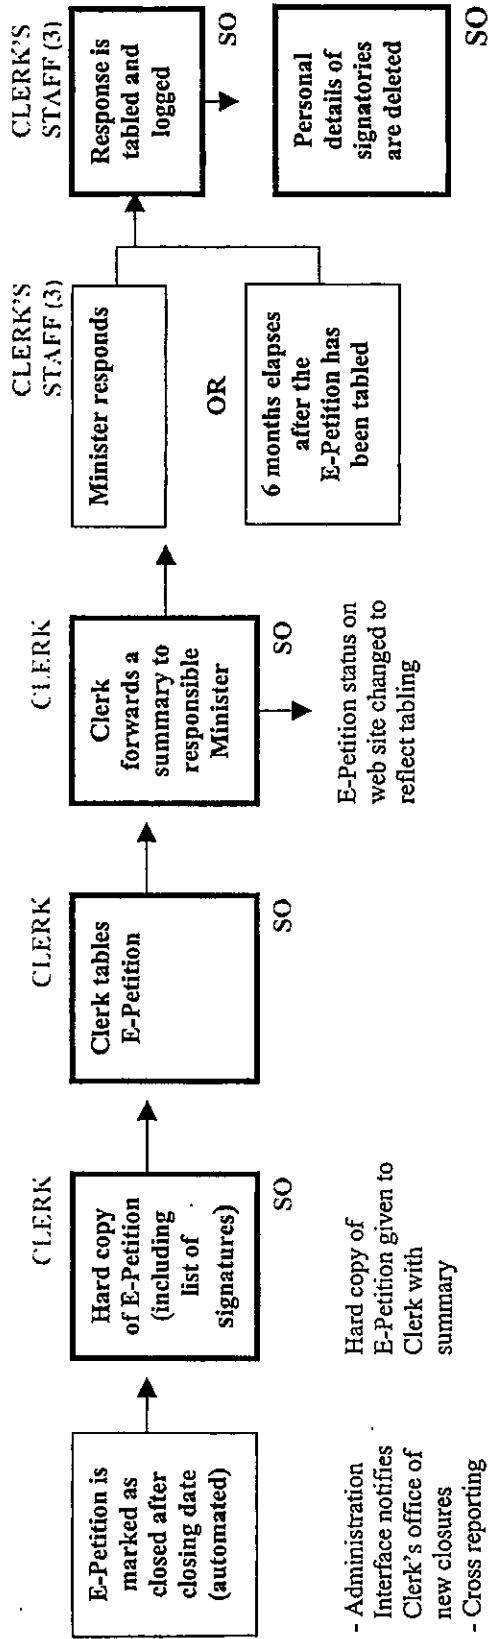 E-Petition is
marked as
closed after
closing date
(automated)
- Administration
Interface notifies
Clerk's office of
new closures
- Cross reporting
CLERK
Hard copy
of E-Petition
(including
list of
signatures)
SO
Hard copy of
E-Petition given to
Clerk with
summary
CLERK
Clerk tables
E-Petition
SO
CLERK
Clerk
forwards a
summary to
responsible
Minister
SO
E-Petition status on
web site changed to
reflect tabling
CLERK'S
STAFF (3)
Minister responds
OR
6 months elapses
after the
E-Petition has
been tabled
CLERK'S
STAFF (3)
Response is
tabled and
logged
SO
Personal
details of
signatories
are deleted
SO